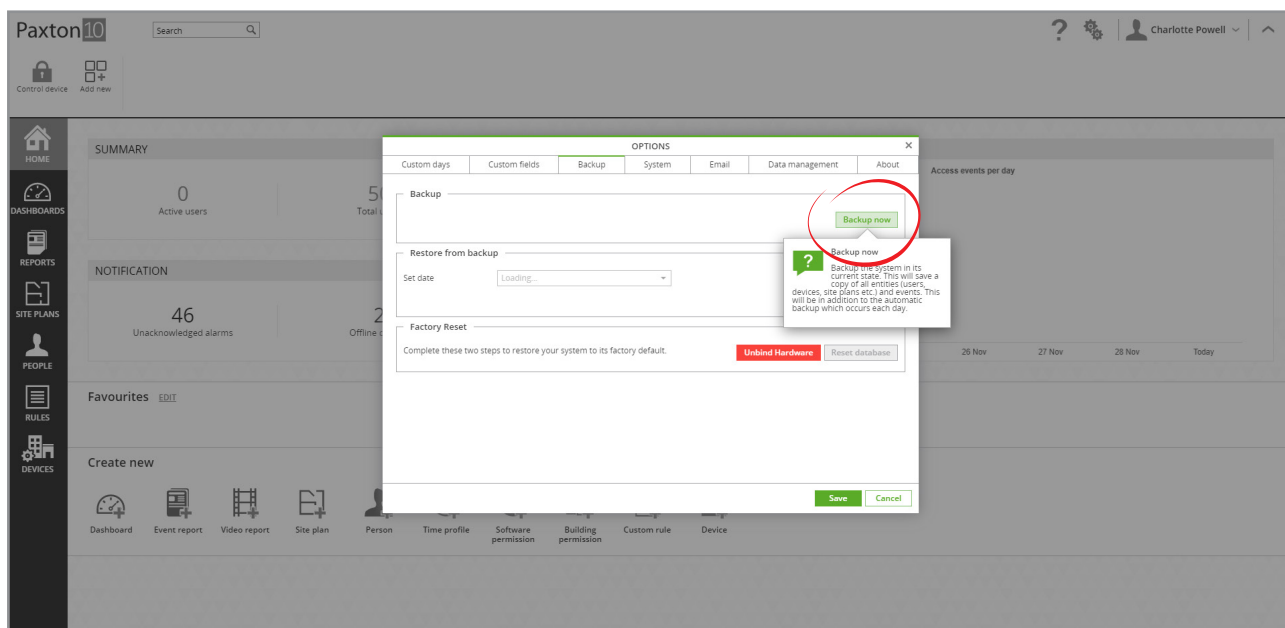 Paxton10
Search
Charlotte Powell
Control device
Add new
HOME
DASHBOARDS
REPORTS
SITE PLANS
PEOPLE
RULES
DEVICES
SUMMARY
0
Active users
Total
NOTIFICATION
46
Unacknowledged alarms
2
Offline
Access events per day
26 Nov 27 Nov 28 Nov Today
OPTIONS
Custom days Custom fields Backup System Email Data management About
Backup
Backup now
Backup now
Backup the system in its
current state. This will save a
copy of all entities (users,
devices, site plans etc.) and events. This
will be in addition to the automatic
backup which occurs each day.
Restore from backup
Set date
Loading...
Factory Reset
Complete these two steps to restore your system to its factory default.
Unbind Hardware
Reset database
Save
Cancel
Favourites EDIT
Create new
Dashboard
Event report
Video report
Site plan
Person
Time profile
Software
permission
Building
permission
Custom rule
Device